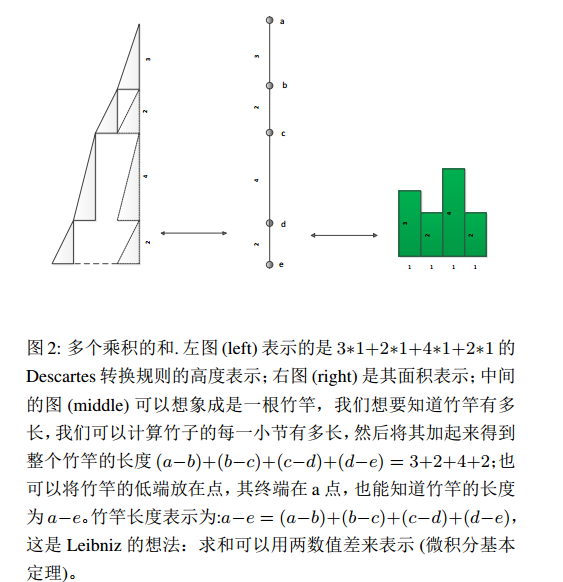 a
3
3
b
2
2
c
4
4
d
2
2
e
3
2
4
2
1 1 1 1
图 2: 多个乘积的和. 左图 (left) 表示的是 3*1+2*1+4*1+2*1 的
Descartes 转换规则的高度表示; 右图 (right) 是其面积表示; 中间
的图 (middle) 可以想象成是一根竹竿，我们想要知道竹竿有多
长, 我们可以计算竹子的每一小节有多长, 然后将其加起来得到
整个竹竿的长度 (a−b)+(b−c)+(c−d)+(d−e) = 3+2+4+2; 也
可以将竹竿的低端放在点, 其终端在 a 点, 也能知道竹竿的长度
为 a−e。竹竿长度表示为:a−e = (a−b)+(b−c)+(c−d)+(d−e),
这是 Leibniz 的想法：求和可以用两数值差来表示 (微积分基本
定理)。